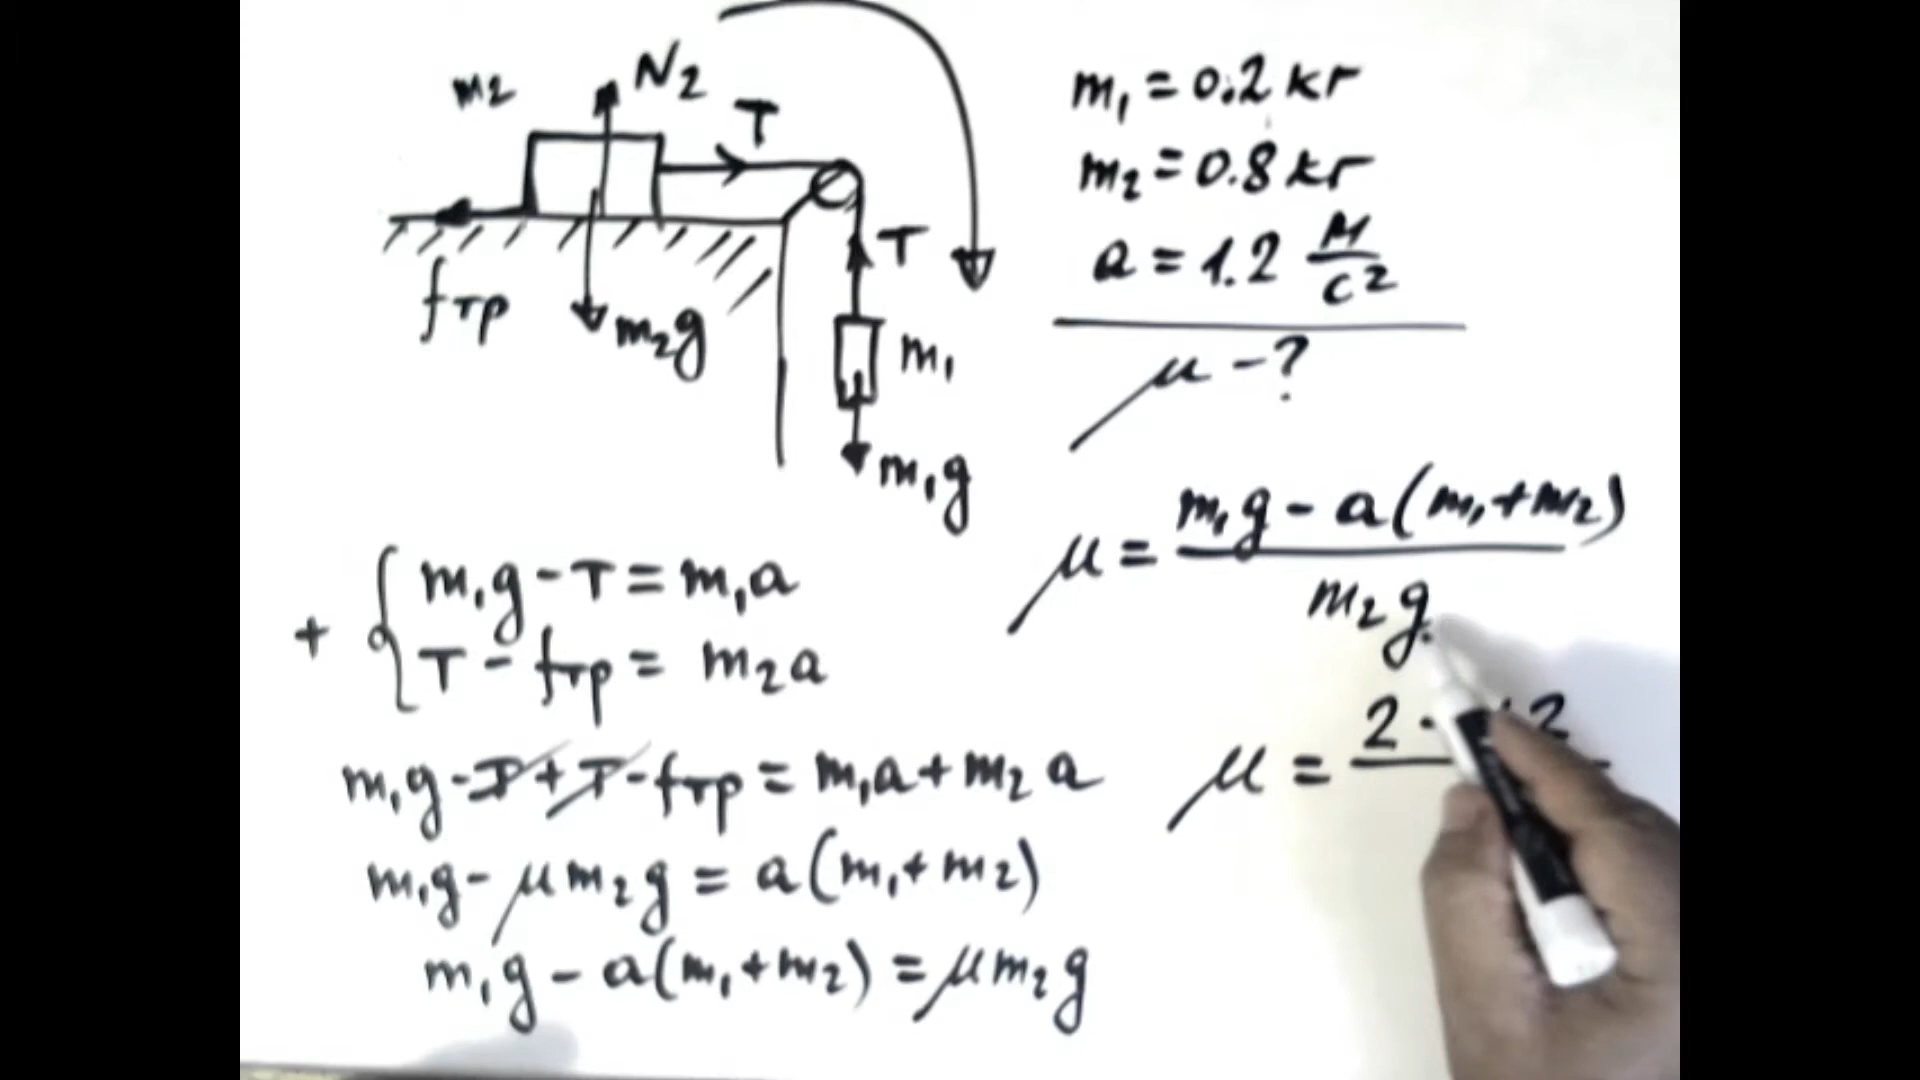 m2 N2 T
T
fтр m2g
m1
m1g
m1 = 0.2 кг
m2 = 0.8 кг
a = 1.2 м/с²
μ - ?
+ { m1g - T = m1a
T - fтр = m2a
m1g - T + T - fтр = m1a + m2a
m1g - μm2g = a(m1 + m2)
m1g - a(m1 + m2) = μm2g
μ = m1g - a(m1 + m2)
m2g
μ = 2 -